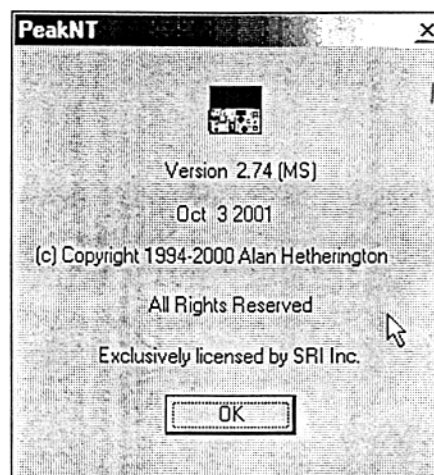 PeakNT
Version 2.74 (MS)
Oct 3 2001
(c) Copyright 1994-2000 Alan Hetherington
All Rights Reserved
Exclusively licensed by SRI Inc.
OK